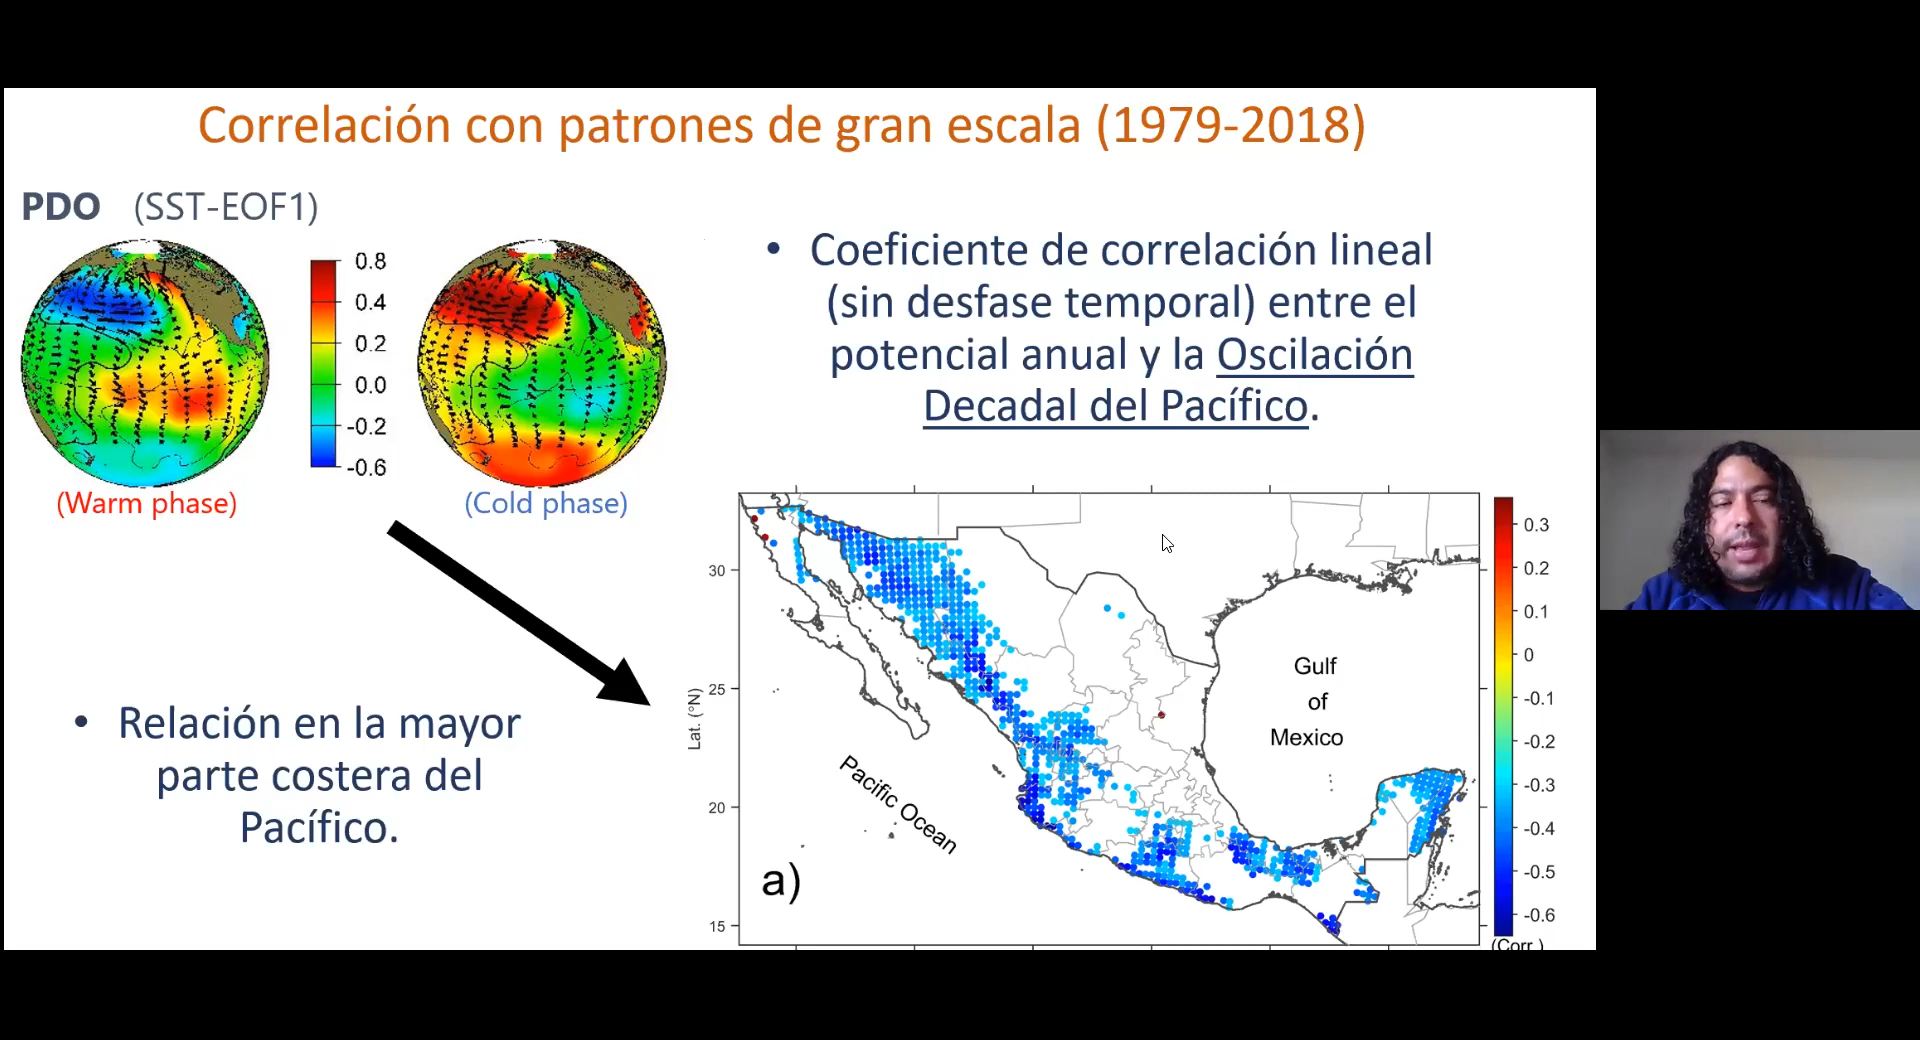 Correlación con patrones de gran escala (1979-2018)
PDO (SST-EOF1)
0.8
0.4
0.2
0.0
-0.2
-0.6
(Warm phase)
(Cold phase)
• Coeficiente de correlación lineal
(sin desfase temporal) entre el
potencial anual y la Oscilación
Decadal del Pacífico.
• Relación en la mayor
parte costera del
Pacífico.
Lat. (°N)
30
25
20
15
Gulf
of
Mexico
Pacific Ocean
a)
0.3
0.2
0.1
0
-0.1
-0.2
-0.3
-0.4
-0.5
-0.6
(Corr.)